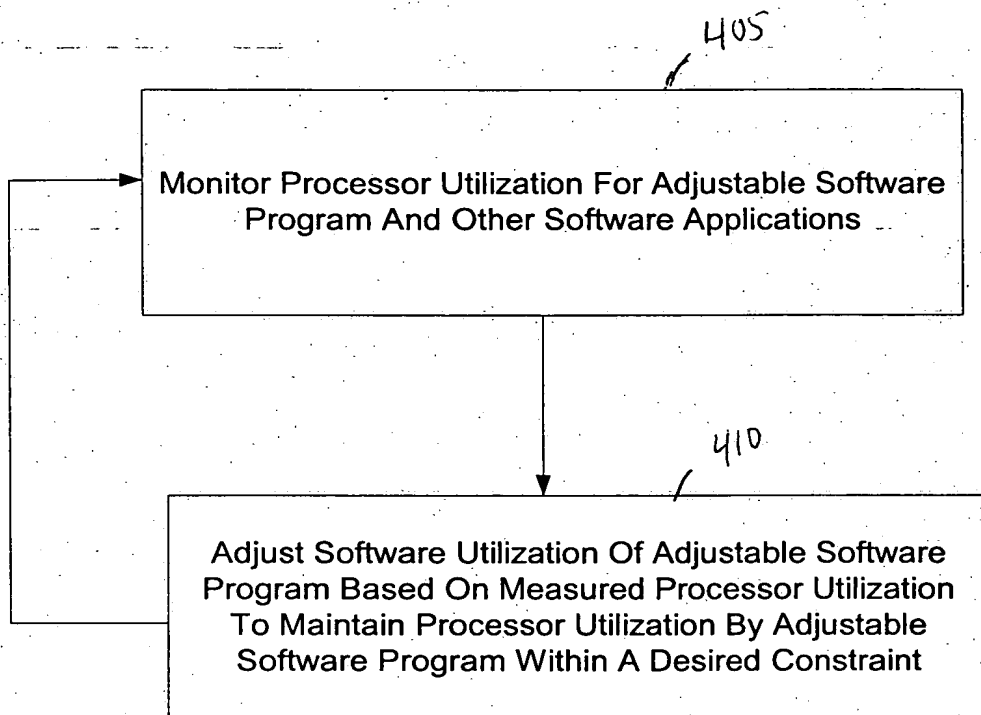 405
Monitor Processor Utilization For Adjustable Software
Program And Other Software Applications
410
Adjust Software Utilization Of Adjustable Software
Program Based On Measured Processor Utilization
To Maintain Processor Utilization By Adjustable
Software Program Within A Desired Constraint